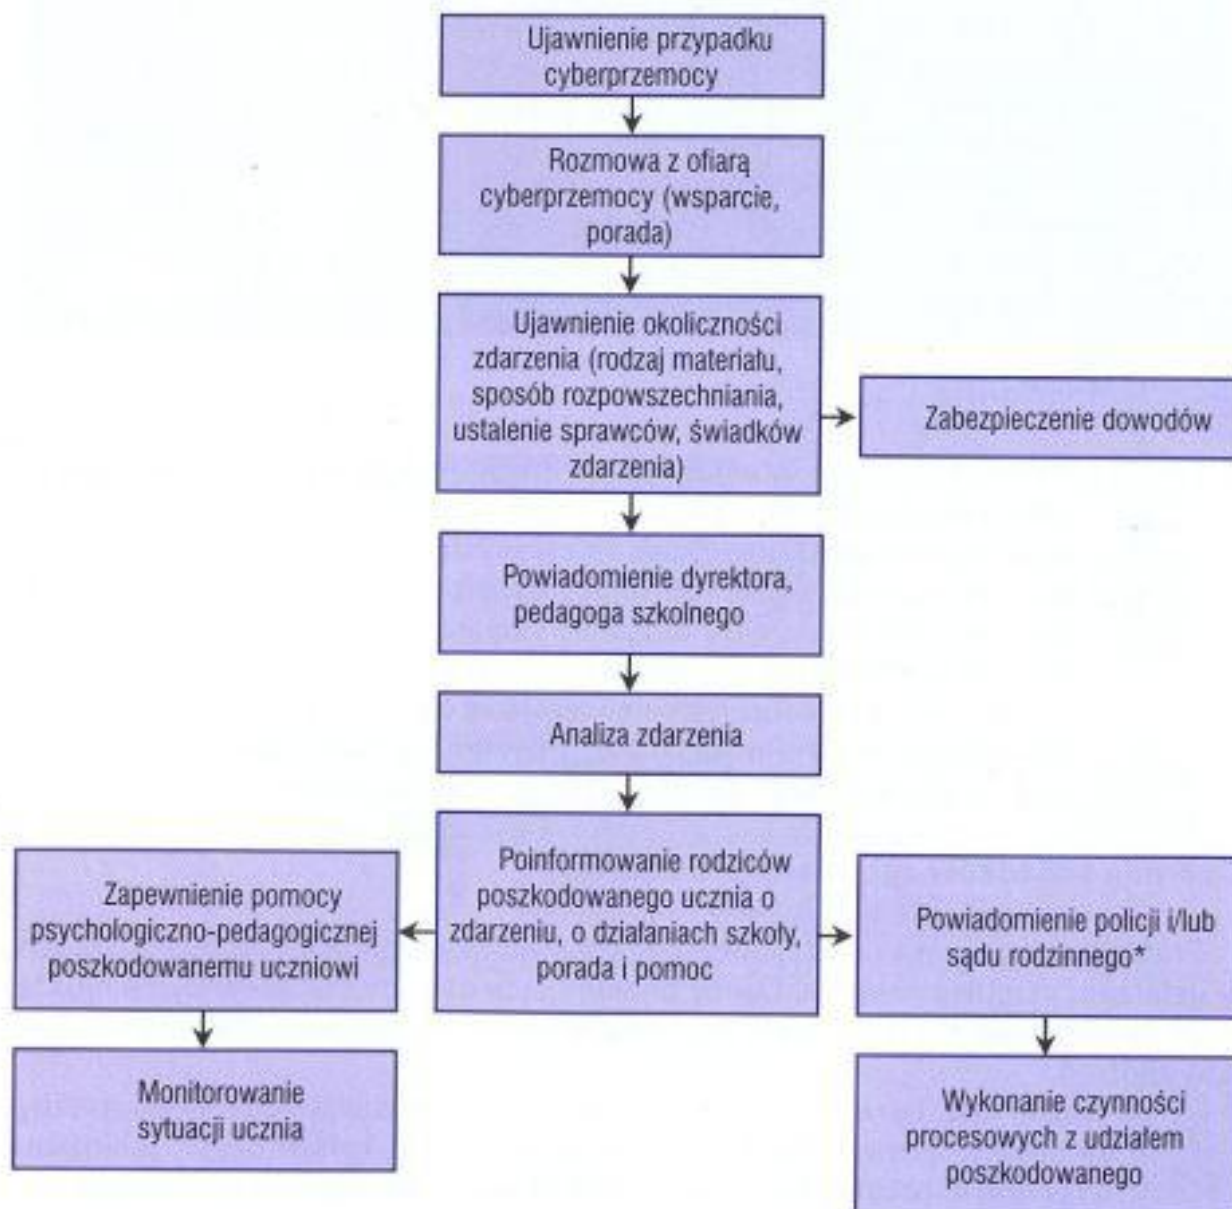 Ujawnienie przypadku
cyberprzemocy
Rozmowa z ofiarą
cyberprzemocy (wsparcie,
porada)
Ujawnienie okoliczności
zdarzenia (rodzaj materiału,
sposób rozpowszechniania,
ustalenie sprawców, świadków
zdarzenia)
Zabezpieczenie dowodów
Powiadomienie dyrektora,
pedagoga szkolnego
Analiza zdarzenia
Poinformowanie rodziców
poszkodowanego ucznia o
zdarzeniu, o działaniach szkoły,
porada i pomoc
Zapewnienie pomocy
psychologiczno-pedagogicznej
poszkodowanemu uczniowi
Monitorowanie
sytuacji ucznia
Powiadomienie policji i/lub
sądu rodzinnego*
Wykonanie czynności
procesowych z udziałem
poszkodowanego